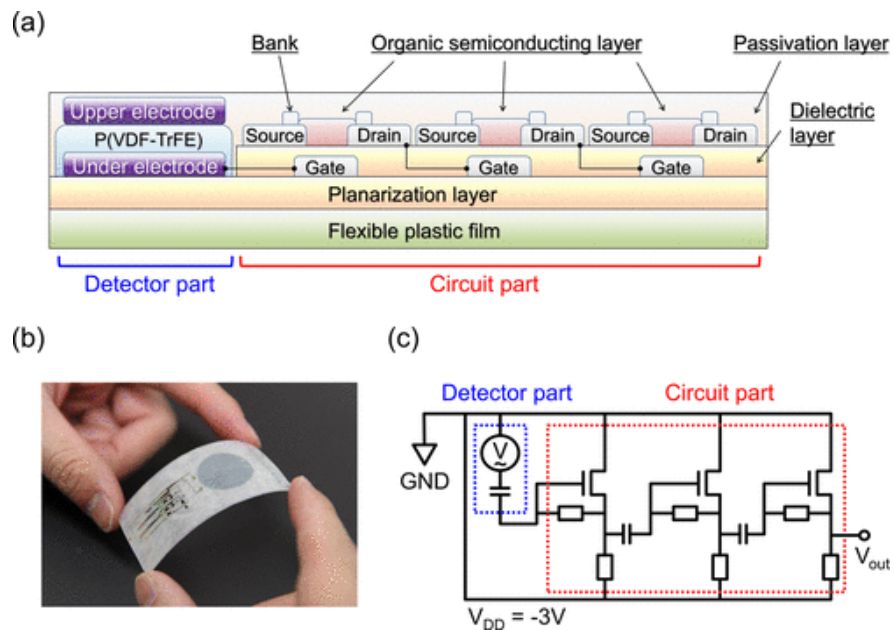 (a)
Bank
Organic semiconducting layer
Passivation layer
Upper electrode
Source
Drain
Source
Drain
Source
Drain
Dielectric
layer
P(VDF-TrFE)
Under electrode
Gate
Gate
Gate
Planarization layer
Flexible plastic film
Detector part
Circuit part
(b)
(c)
Detector part
Circuit part
V
~
GND
Vout
VDD = -3V